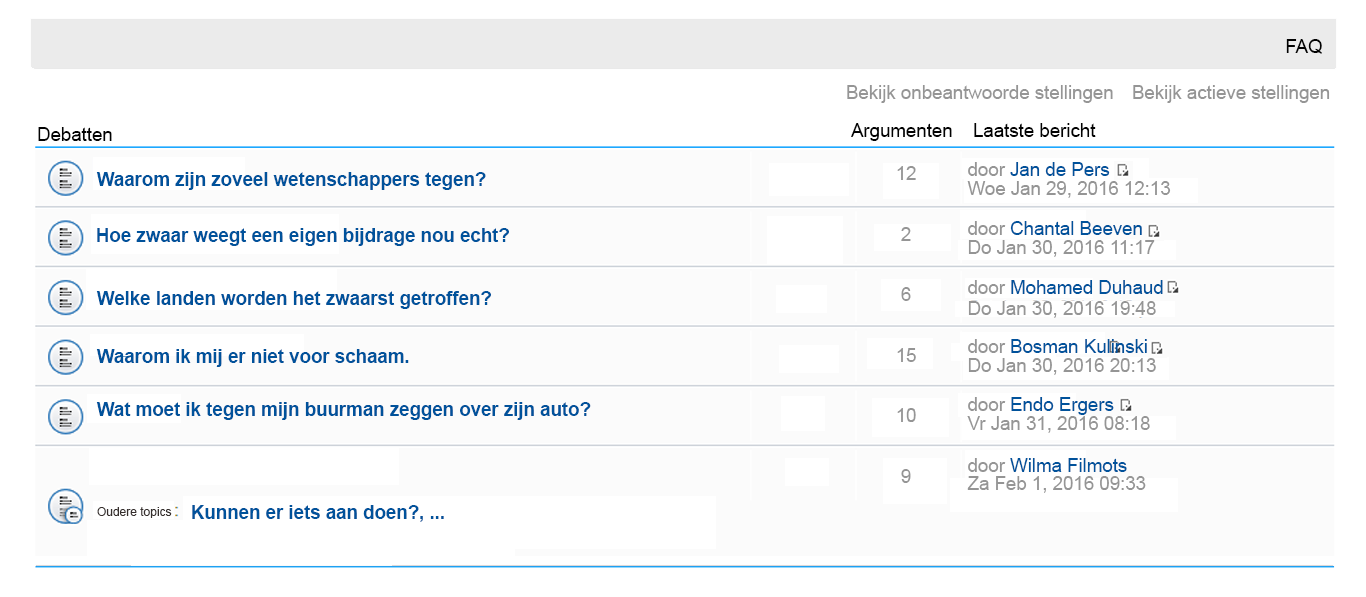 FAQ
Bekijk onbeantwoorde stellingen Bekijk actieve stellingen
Debatten Argumenten Laatste bericht
Waarom zijn zoveel wetenschappers tegen? 12 door Jan de Pers
Woe Jan 29, 2016 12:13
Hoe zwaar weegt een eigen bijdrage nou echt? 2 door Chantal Beeven
Do Jan 30, 2016 11:17
Welke landen worden het zwaarst getroffen? 6 door Mohamed Duhaud
Do Jan 30, 2016 19:48
Waarom ik mij er niet voor schaam. 15 door Bosman Kulinski
Do Jan 30, 2016 20:13
Wat moet ik tegen mijn buurman zeggen over zijn auto? 10 door Endo Ergers
Vr Jan 31, 2016 08:18
9 door Wilma Filmots
Za Feb 1, 2016 09:33
Oudere topics : Kunnen er iets aan doen?, ...